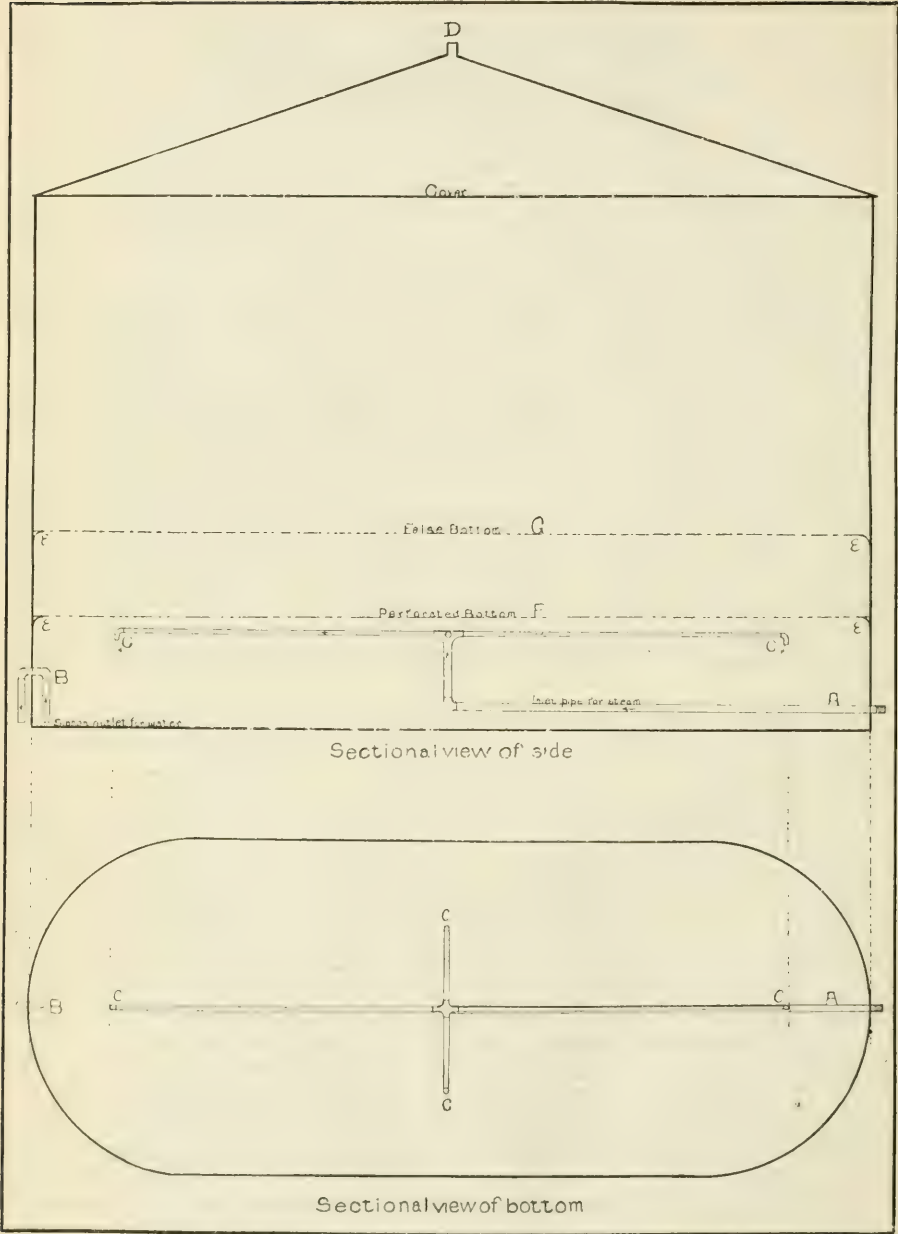 D
Cover
False Bottom G
E E
Perforated Bottom F
E E
C C
B
Inlet pipe for steam A
Siphon outlet for water
Sectional view of side
C
B C C A
C
Sectional view of bottom